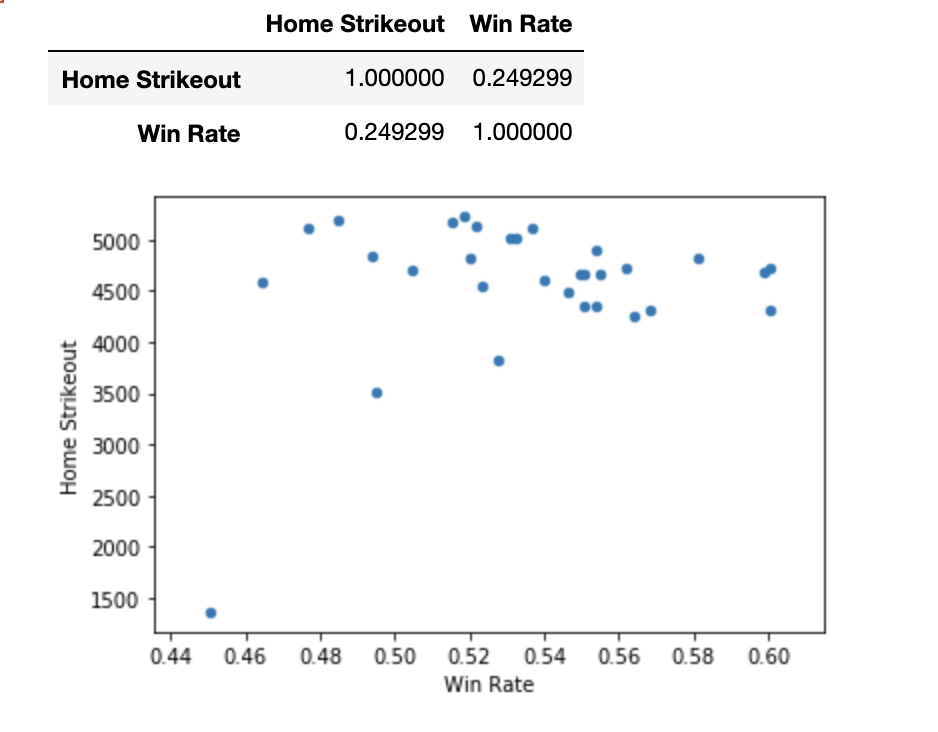 Home Strikeout Win Rate
Home Strikeout 1.000000 0.249299
Win Rate 0.249299 1.000000
5000
4500
4000
3500
3000
2500
2000
1500
Home Strikeout
0.44 0.46 0.48 0.50 0.52 0.54 0.56 0.58 0.60
Win Rate